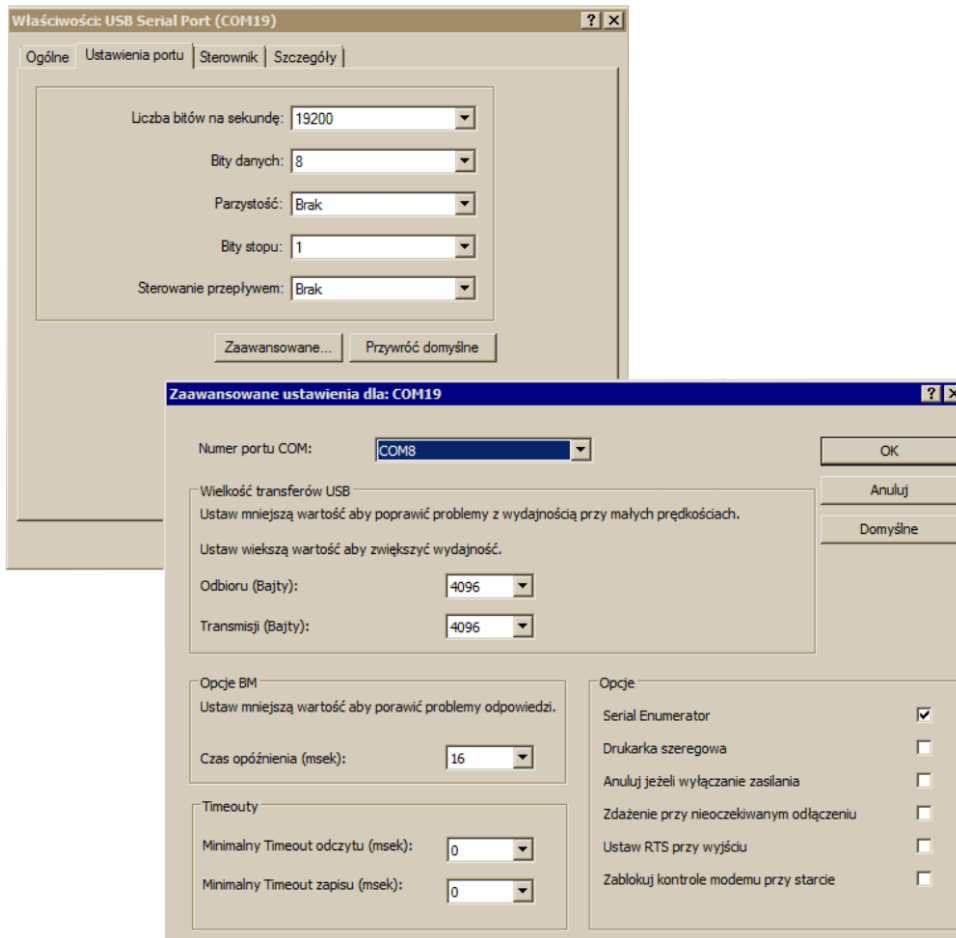 Właściwości: USB Serial Port (COM19)
Ogólne Ustawienia portu Sterownik Szczegóły
Liczba bitów na sekundę: 19200
Bity danych: 8
Parzystość: Brak
Bity stopu: 1
Sterowanie przepływem: Brak
Zaawansowane... Przywróć domyślne
Zaawansowane ustawienia dla: COM19
Numer portu COM: COM8
OK
Anuluj
Domyślne
Wielkość transferów USB
Ustaw mniejszą wartość aby poprawić problemy z wydajnością przy małych prędkościach.
Ustaw wiekszą wartość aby zwiększyć wydajność.
Odbioru (Bajty): 4096
Transmisji (Bajty): 4096
Opcje BM
Ustaw mniejszą wartość aby porawić problemy odpowiedzi.
Czas opóźnienia (msek): 16
Timeouty
Minimalny Timeout odczytu (msek): 0
Minimalny Timeout zapisu (msek): 0
Opcje
Serial Enumerator
Drukarka szeregowa
Anuluj jeżeli wyłączanie zasilania
Zdażenie przy nieoczekiwanym odłączeniu
Ustaw RTS przy wyjściu
Zablokuj kontrole modemu przy starcie